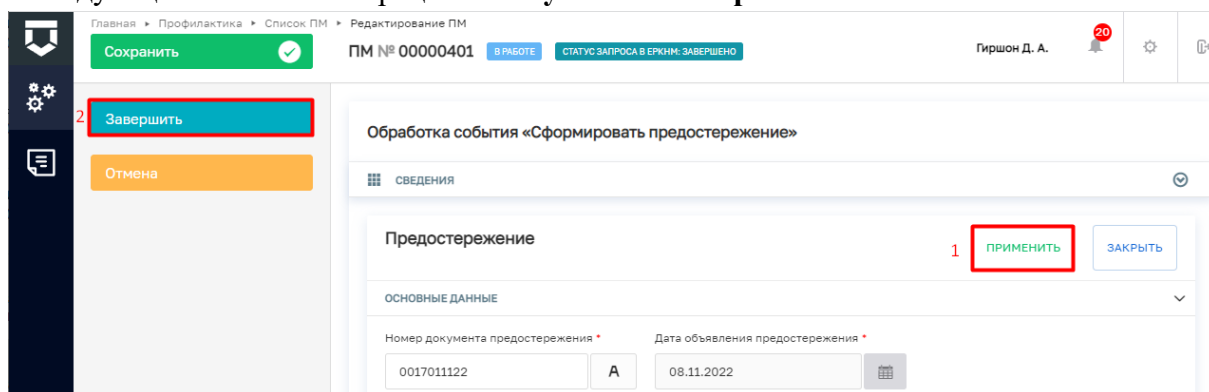 Главная ▸ Профилактика ▸ Список ПМ ▸ Редактирование ПМ
Сохранить
ПМ № 00000401 В РАБОТЕ СТАТУС ЗАПРОСА В ЕРКНМ: ЗАВЕРШЕНО
Гиршон Д. А.
20
2 Завершить
Отмена
Обработка события «Сформировать предостережение»
СВЕДЕНИЯ
Предостережение
1 ПРИМЕНИТЬ
ЗАКРЫТЬ
ОСНОВНЫЕ ДАННЫЕ
Номер документа предостережения * Дата объявления предостережения *
0017011122 А 08.11.2022